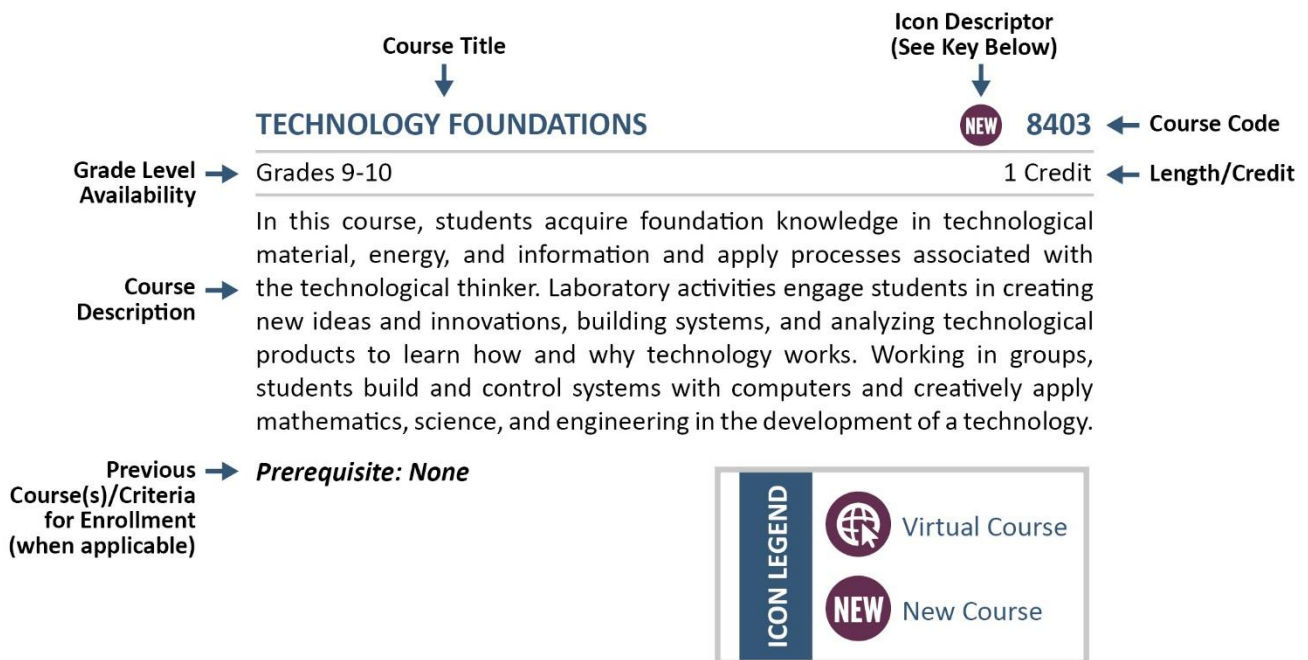 Course Title
Icon Descriptor
(See Key Below)
TECHNOLOGY FOUNDATIONS
NEW
8403
Course Code
Grade Level
Availability
Grades 9-10
1 Credit
Length/Credit
In this course, students acquire foundation knowledge in technological
material, energy, and information and apply processes associated with
Course
Description
the technological thinker. Laboratory activities engage students in creating
new ideas and innovations, building systems, and analyzing technological
products to learn how and why technology works. Working in groups,
students build and control systems with computers and creatively apply
mathematics, science, and engineering in the development of a technology.
Previous
Course(s)/Criteria
for Enrollment
(when applicable)
Prerequisite: None
ICON LEGEND
Virtual Course
NEW
New Course